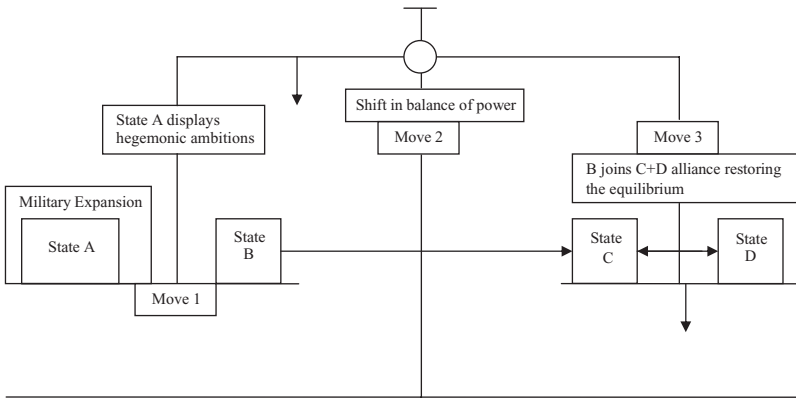 State A displays
hegemonic ambitions
Shift in balance of power
Move 2
Move 3
B joins C+D alliance restoring
the equilibrium
Military Expansion
State A
State
B
State
C
State
D
Move 1